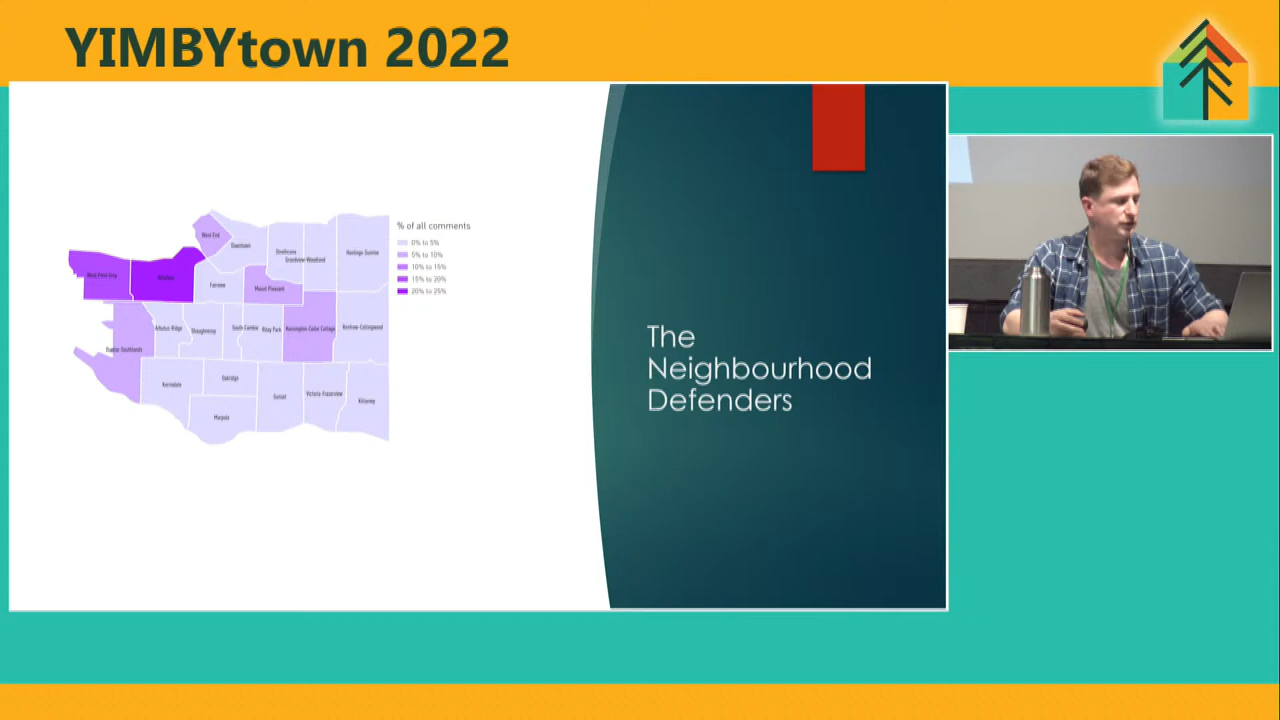 YIMBYtown 2022
% of all comments
0% to 5%
5% to 10%
10% to 15%
15% to 20%
20% to 25%
West End
Downtown
Strathcona
Grandview-Woodland
Hastings-Sunrise
West Point Grey
Kitsilano
Fairview
Mount Pleasant
Dunbar-Southlands
Arbutus-Ridge
Shaughnessy
South Cambie
Riley Park
Kensington-Cedar Cottage
Renfrew-Collingwood
Kerrisdale
Oakridge
Marpole
Sunset
Victoria-Fraserview
Killarney
The
Neighbourhood
Defenders